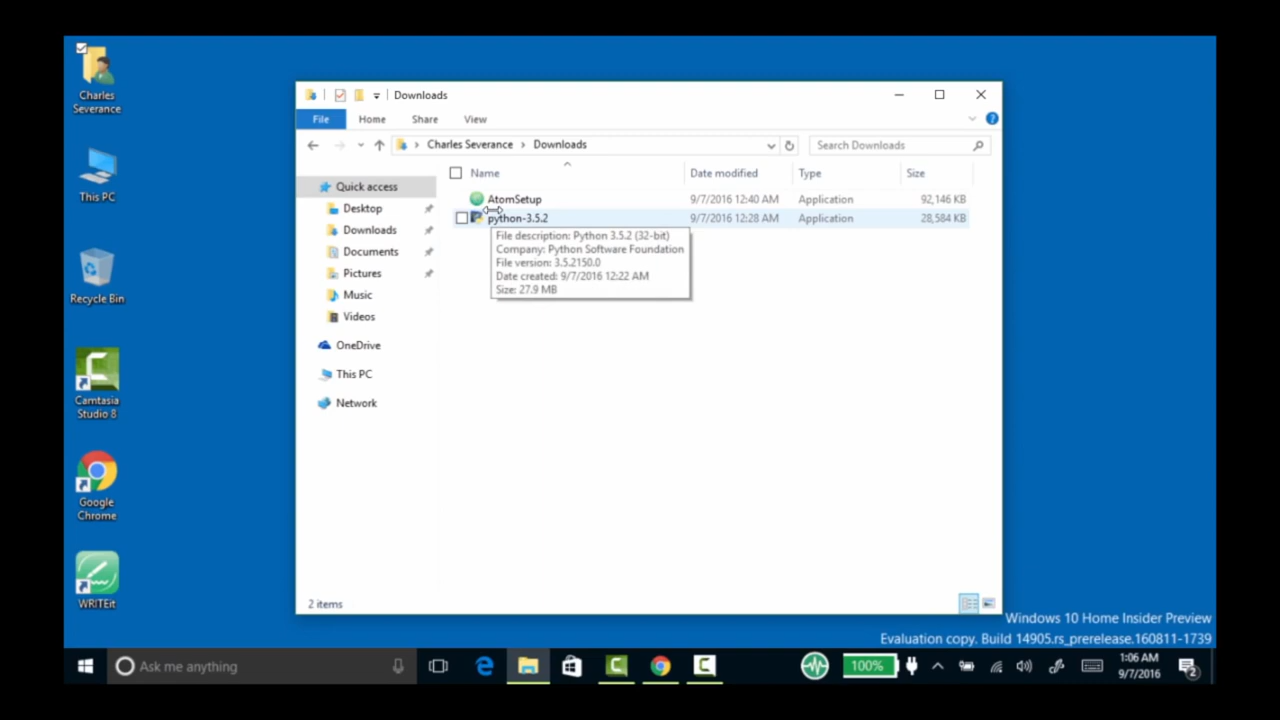 Charles
Severance
This PC
Recycle Bin
Camtasia
Studio 8
Google
Chrome
WRITEit
Downloads
File Home Share View
Charles Severance Downloads
Search Downloads
Quick access
Desktop
Downloads
Documents
Pictures
Music
Videos
OneDrive
This PC
Network
Name Date modified Type Size
AtomSetup 9/7/2016 12:40 AM Application 92,146 KB
python-3.5.2 9/7/2016 12:28 AM Application 28,584 KB
File description: Python 3.5.2 (32-bit)
Company: Python Software Foundation
File version: 3.5.2150.0
Date created: 9/7/2016 12:22 AM
Size: 27.9 MB
2 items
Windows 10 Home Insider Preview
Evaluation copy. Build 14905.rs_prerelease.160811-1739
Ask me anything
100%
1:06 AM
9/7/2016
2